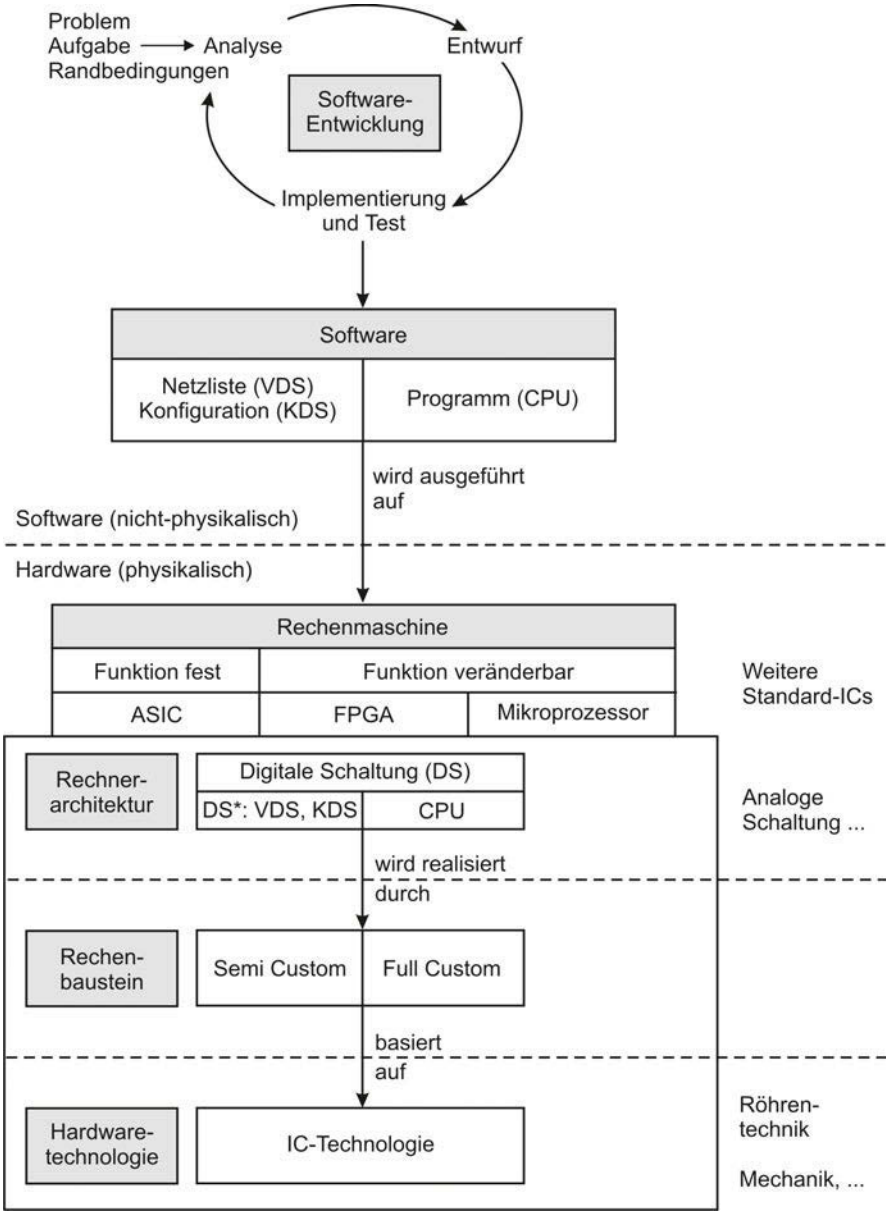 Problem
Aufgabe
Randbedingungen
Analyse
Entwurf
Software-
Entwicklung
Implementierung
und Test
Software
Netzliste (VDS)
Konfiguration (KDS)
Programm (CPU)
wird ausgeführt
auf
Software (nicht-physikalisch)
Hardware (physikalisch)
Rechenmaschine
Funktion fest
Funktion veränderbar
ASIC
FPGA
Mikroprozessor
Weitere
Standard-ICs
Rechner-
architektur
Digitale Schaltung (DS)
DS*: VDS, KDS
CPU
Analoge
Schaltung ...
wird realisiert
durch
Rechen-
baustein
Semi Custom
Full Custom
basiert
auf
Hardware-
technologie
IC-Technologie
Röhren-
technik
Mechanik, ...